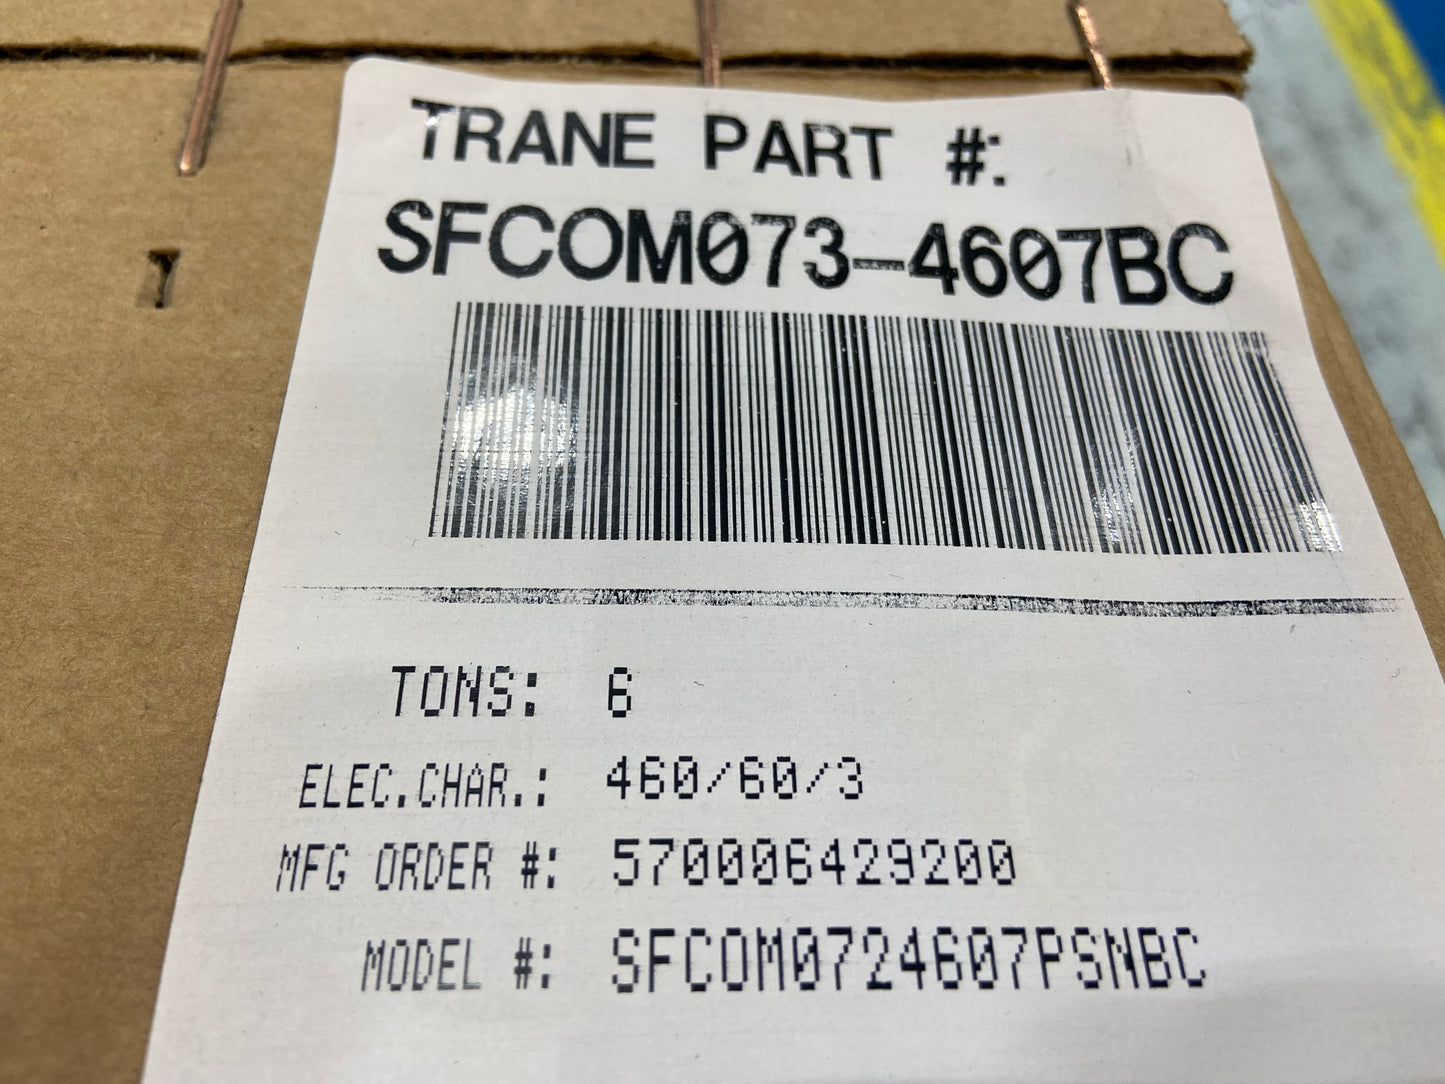 TRANE PART #:
SFCOM073-4607BC
TONS: 6
ELEC.CHAR.: 460/60/3
MFG ORDER #: 570006429200
MODEL #: SFCOM0724607PSNBC